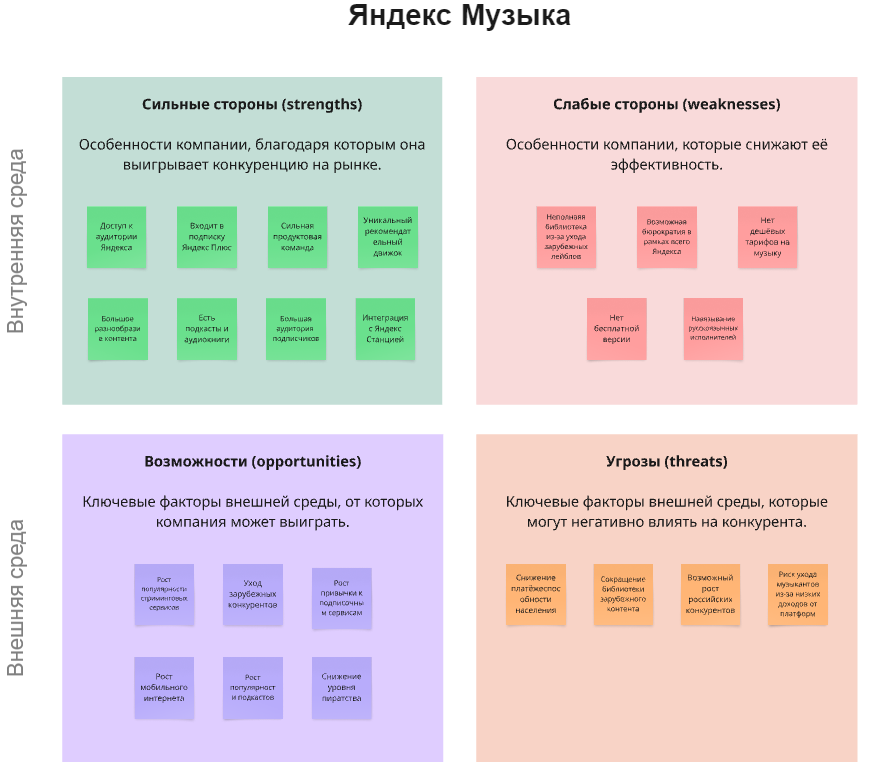 Яндекс Музыка
Внутренняя среда
Сильные стороны (strengths)
Особенности компании, благодаря которым она
выигрывает конкуренцию на рынке.
Доступ к
аудитории
Яндекса
Входит в
подписку
Яндекс Плюс
Сильная
продуктовая
команда
Уникальный
рекомендат
ельный
движок
Большое
разнообрази
е контента
Есть
подкасты и
аудиокниги
Большая
аудитория
подписчиков
Интеграция
с Яндекс
Станцией
Слабые стороны (weaknesses)
Особенности компании, которые снижают её
эффективность.
Неполная
библиотека
из-за ухода
зарубежных
лейблов
Возможная
бюрократия в
рамках всего
Яндекса
Нет
дешёвых
тарифов на
музыку
Нет
бесплатной
версии
Навязывание
русскоязычных
исполнителей
Внешняя среда
Возможности (opportunities)
Ключевые факторы внешней среды, от которых
компания может выиграть.
Рост
популярности
стриминговых
сервисов
Уход
зарубежных
конкурентов
Рост
привычки к
подписочны
м сервисам
Рост
мобильного
интернета
Рост
популярност
и подкастов
Снижение
уровня
пиратства
Угрозы (threats)
Ключевые факторы внешней среды, которые
могут негативно влиять на конкурента.
Снижение
платёжеспос
обности
населения
Сокращение
библиотеки
зарубежного
контента
Возможный
рост
российских
конкурентов
Риск ухода
музыкантов
из-за низких
доходов от
платформ